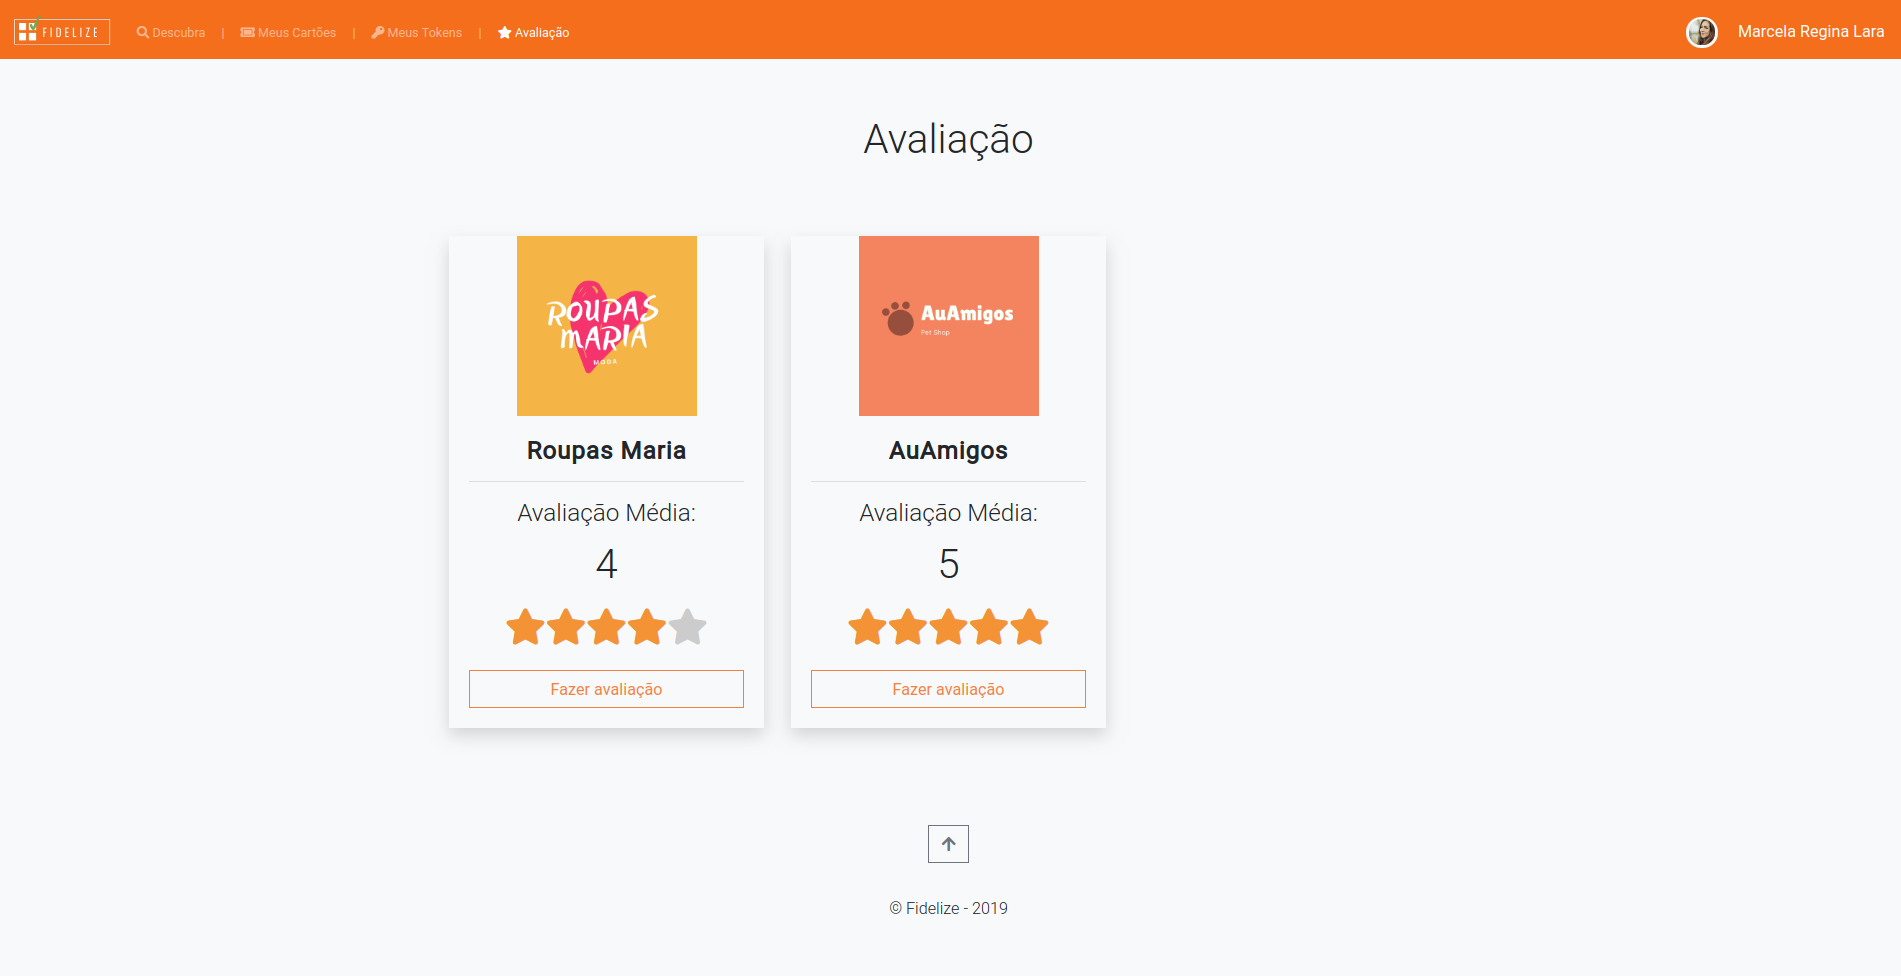 FIDELIZE Descubra | Meus Cartões | Meus Tokens | Avaliação Marcela Regina Lara
Avaliação
ROUPAS
MARIA
MODA
AuAmigos
Pet Shop
Roupas Maria
AuAmigos
Avaliação Média:
Avaliação Média:
4
5
Fazer avaliação
Fazer avaliação
© Fidelize - 2019